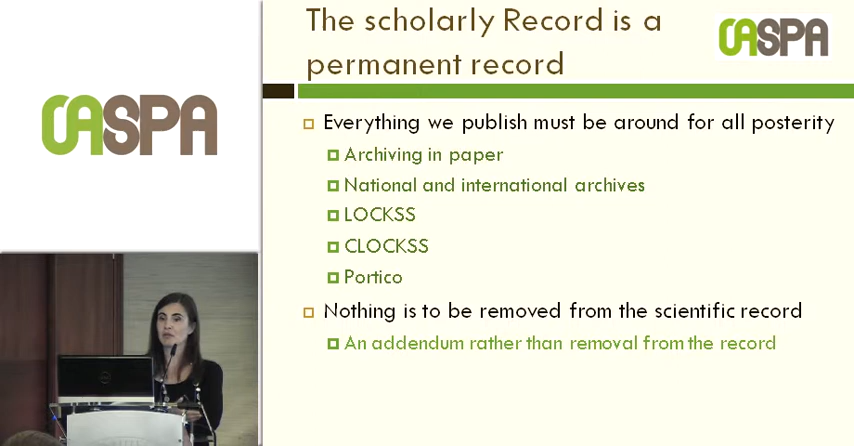 OASPA
The scholarly Record is a
permanent record
OASPA
Everything we publish must be around for all posterity
Archiving in paper
National and international archives
LOCKSS
CLOCKSS
Portico
Nothing is to be removed from the scientific record
An addendum rather than removal from the record